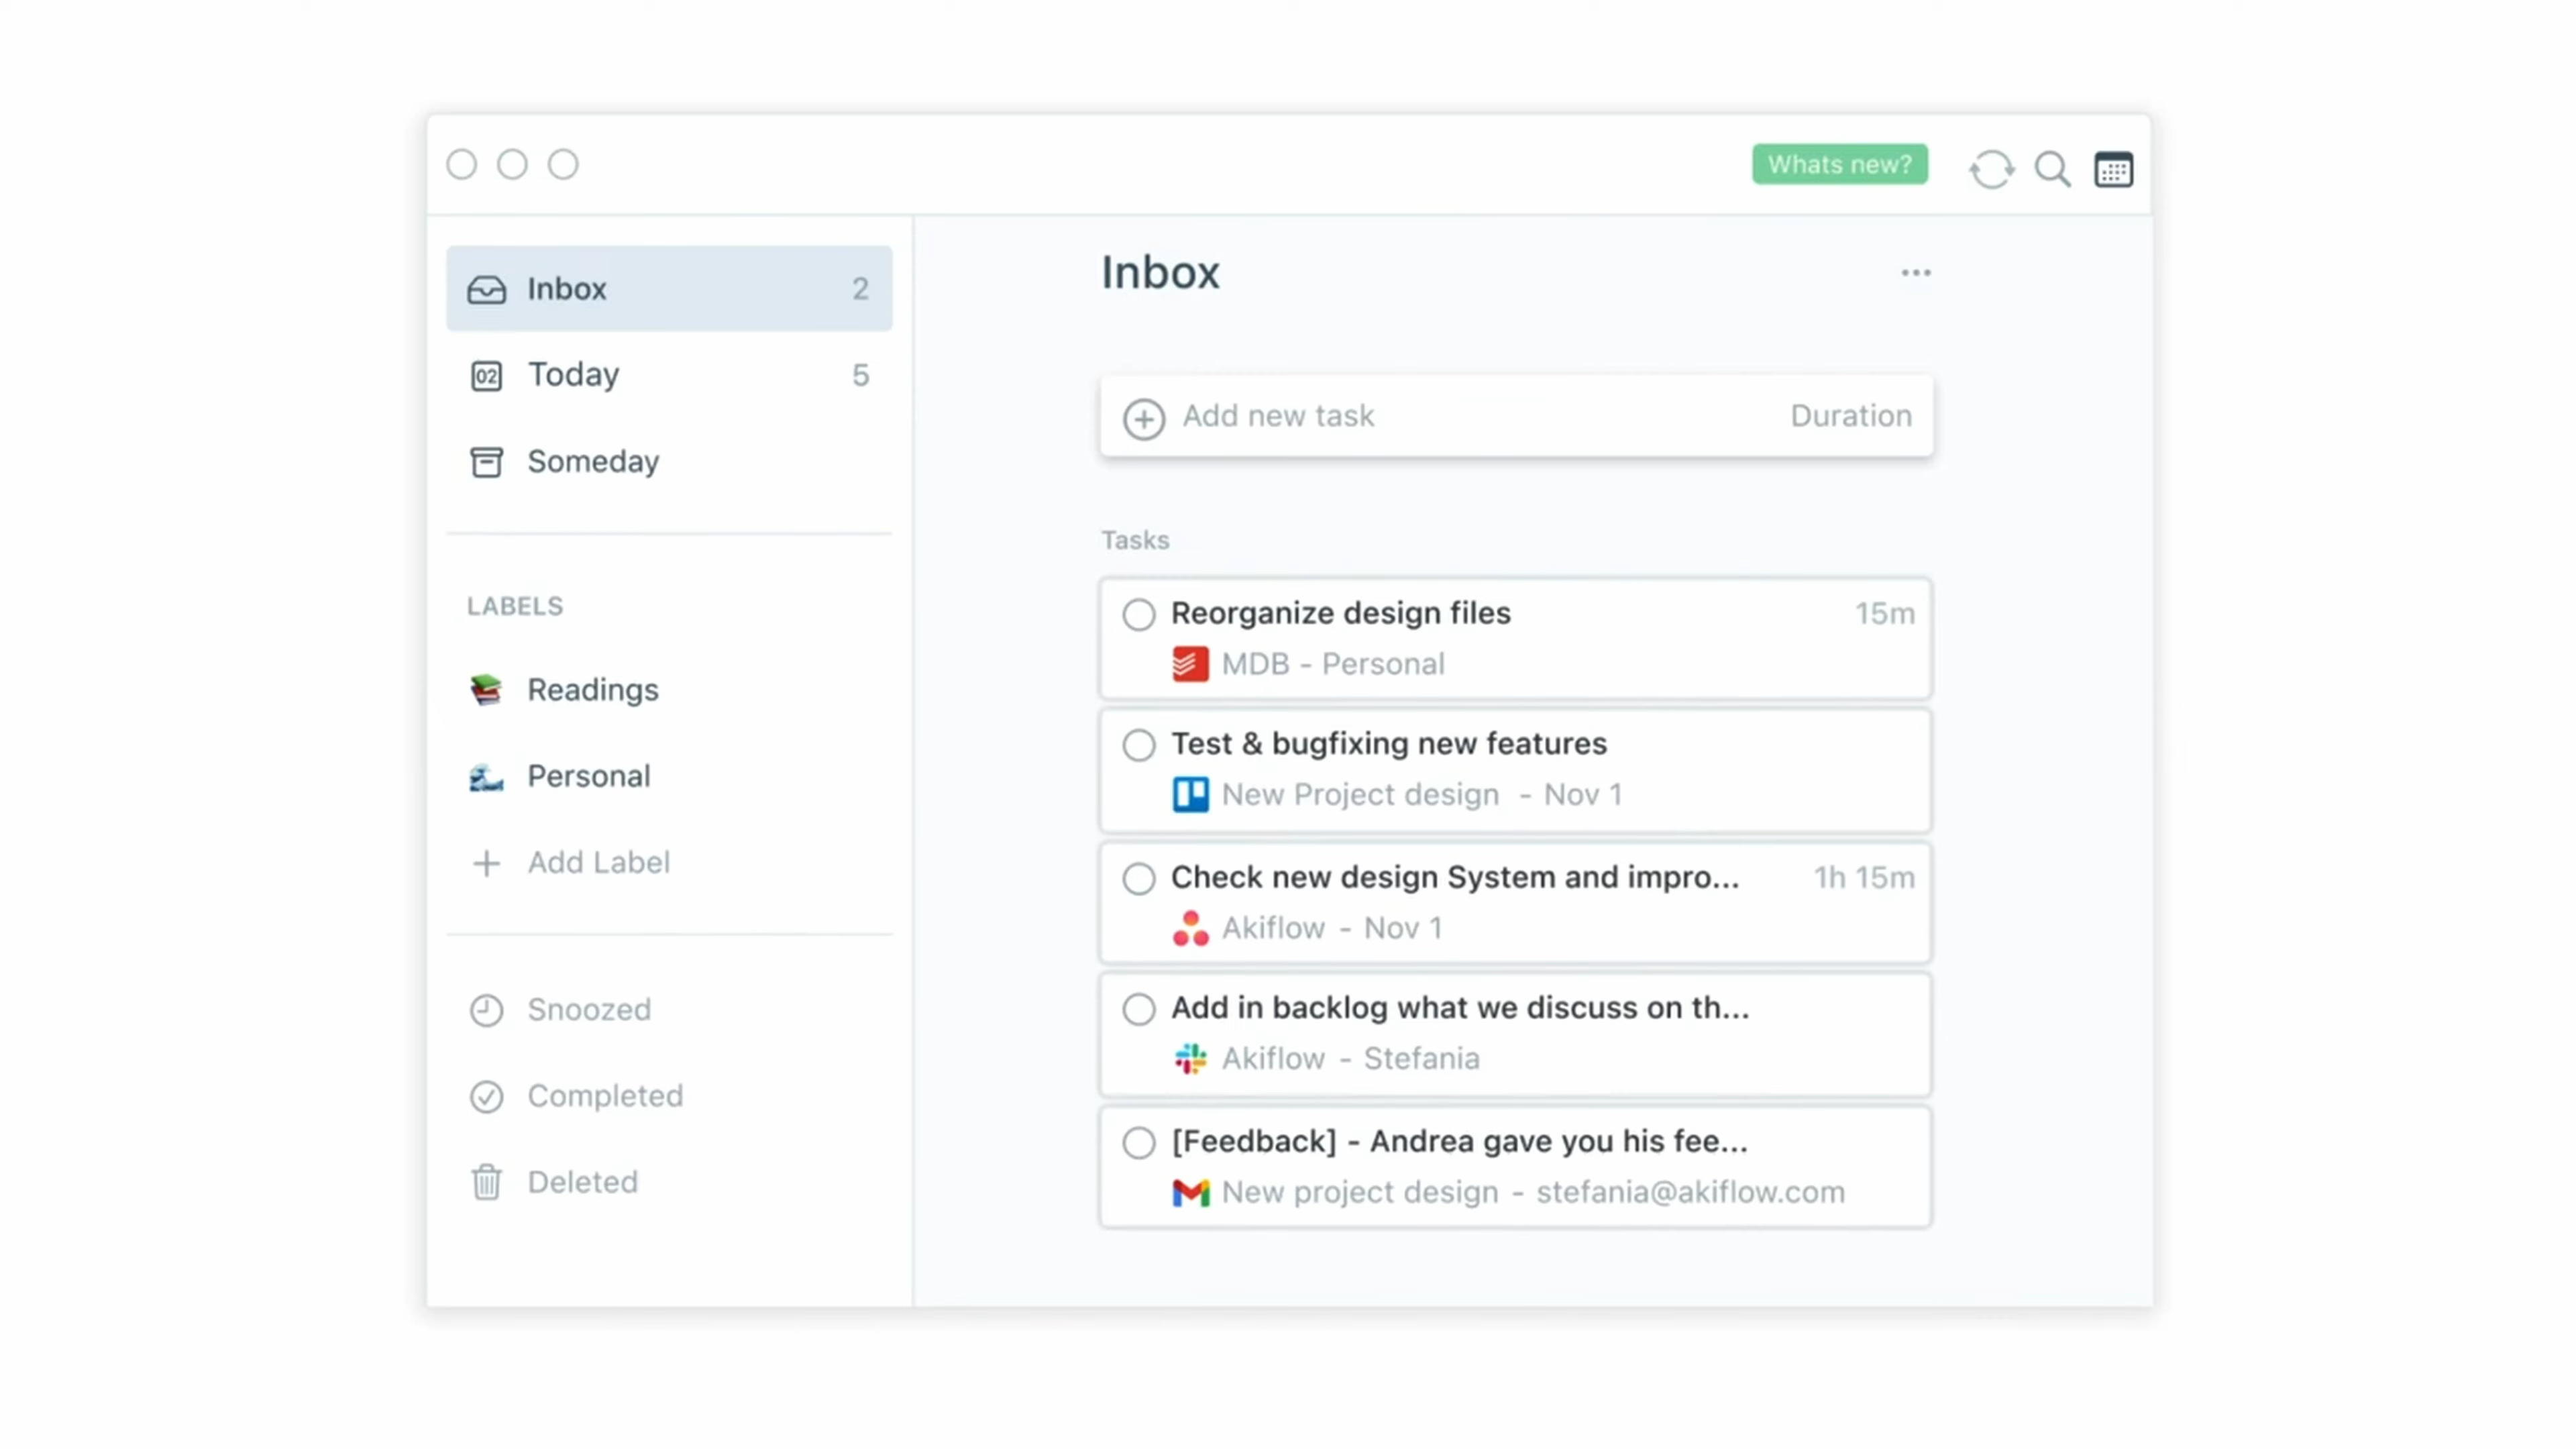 Whats new?
Inbox 2
02 Today 5
Someday
LABELS
Readings
Personal
Add Label
Snoozed
Completed
Deleted
Inbox
Add new task Duration
Tasks
Reorganize design files 15m
MDB - Personal
Test & bugfixing new features
New Project design - Nov 1
Check new design System and impro... 1h 15m
Akiflow - Nov 1
Add in backlog what we discuss on th...
Akiflow - Stefania
[Feedback] - Andrea gave you his fee...
New project design - stefania@akiflow.com